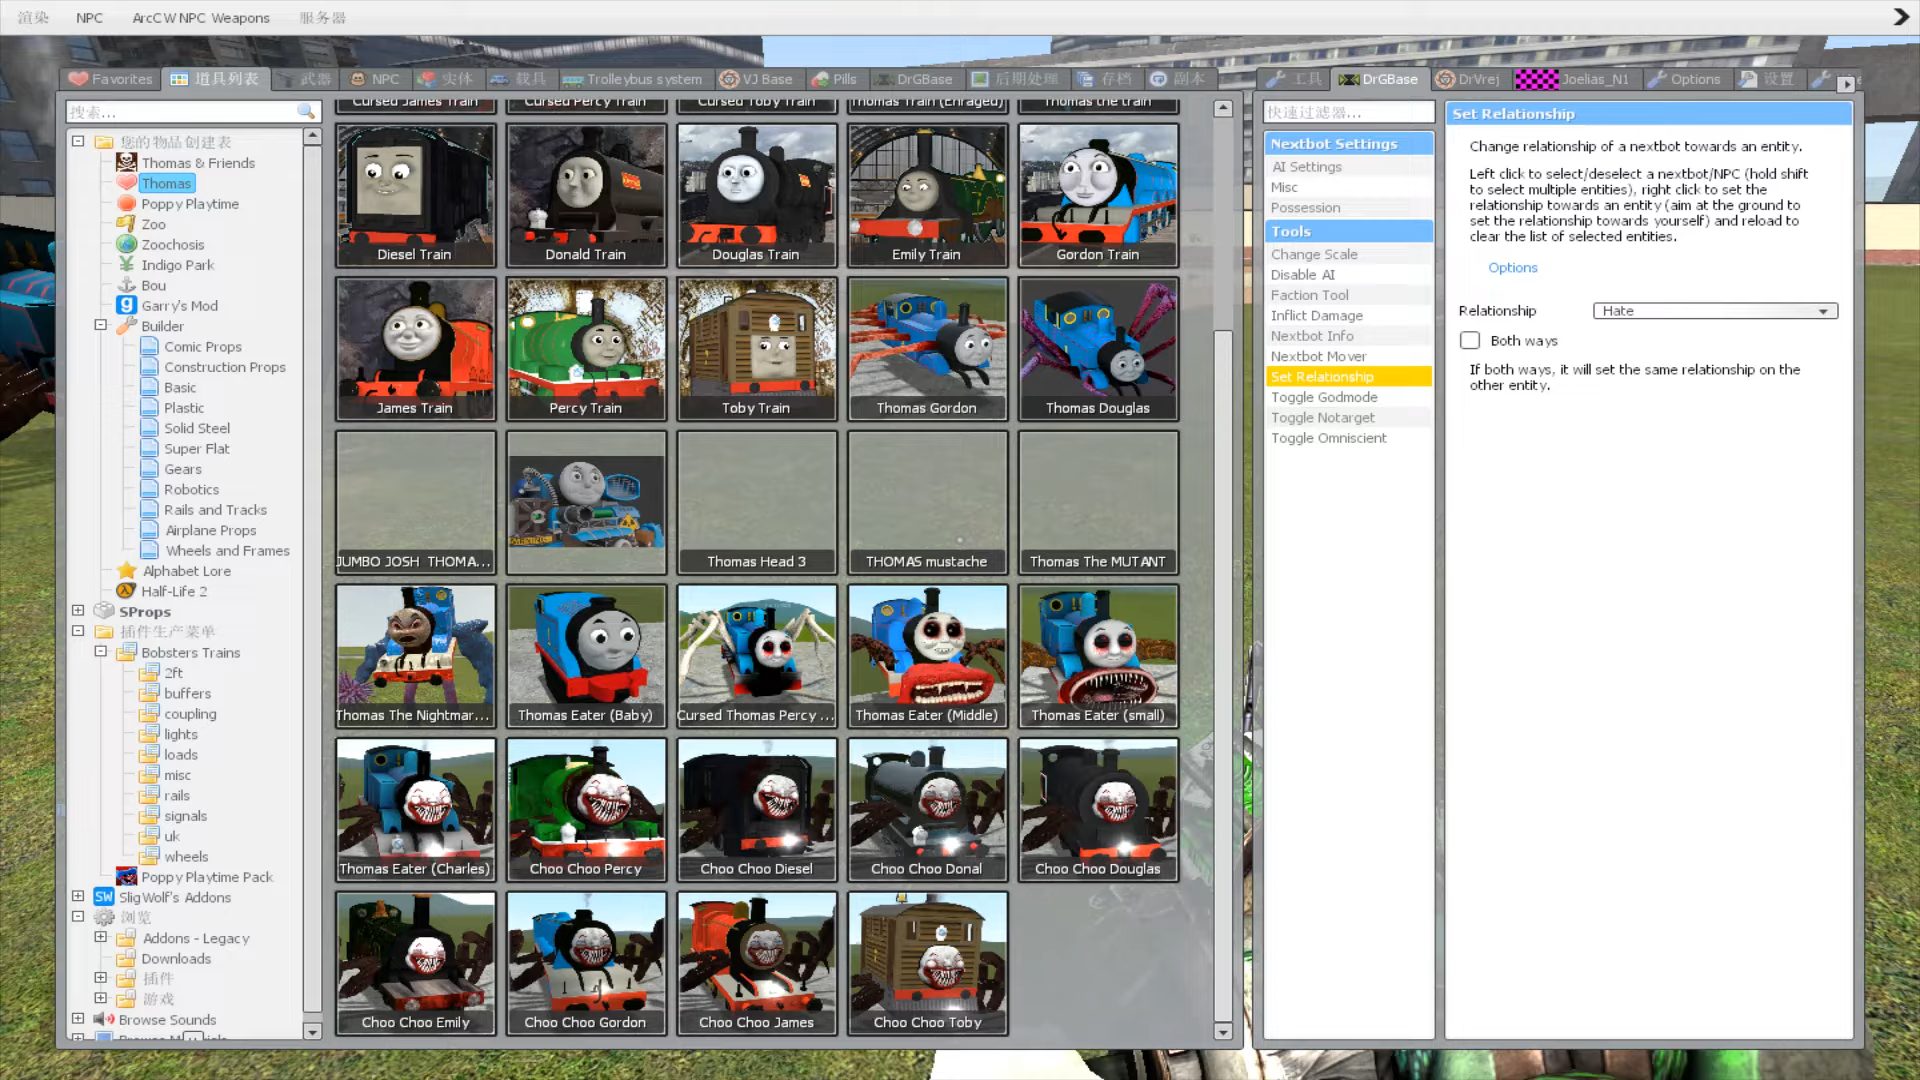 渲染 NPC ArcCW NPC Weapons 服务器
Favorites 道具列表 武器 NPC 实体 载具 Trolleybus system VJ Base Pills DrGBase 后期处理 存档 副本
工具 DrGBase DrVrej Joelias_N1 Options 设置
搜索...
您的物品创建表
Thomas & Friends
Thomas
Poppy Playtime
Zoo
Zoochosis
Indigo Park
Bou
Garry's Mod
Builder
Comic Props
Construction Props
Basic
Plastic
Solid Steel
Super Flat
Gears
Robotics
Rails and Tracks
Airplane Props
Wheels and Frames
Alphabet Lore
Half-Life 2
SProps
插件生产菜单
Bobsters Trains
2ft
buffers
coupling
lights
loads
misc
rails
signals
uk
wheels
Poppy Playtime Pack
SligWolf's Addons
浏览
Addons - Legacy
Downloads
插件
游戏
Browse Sounds
Cursed James Train Cursed Percy Train Cursed Toby Train Thomas Train (Enraged) Thomas the train
Diesel Train Donald Train Douglas Train Emily Train Gordon Train
James Train Percy Train Toby Train Thomas Gordon Thomas Douglas
JUMBO JOSH THOMA... Thomas Head 3 THOMAS mustache Thomas The MUTANT
Thomas The Nightmar... Thomas Eater (Baby) Cursed Thomas Percy ... Thomas Eater (Middle) Thomas Eater (small)
Thomas Eater (Charles) Choo Choo Percy Choo Choo Diesel Choo Choo Donal Choo Choo Douglas
Choo Choo Emily Choo Choo Gordon Choo Choo James Choo Choo Toby
快速过滤器...
Nextbot Settings
AI Settings
Misc
Possession
Tools
Change Scale
Disable AI
Faction Tool
Inflict Damage
Nextbot Info
Nextbot Mover
Set Relationship
Toggle Godmode
Toggle Notarget
Toggle Omniscient
Set Relationship
Change relationship of a nextbot towards an entity.
Left click to select/deselect a nextbot/NPC (hold shift
to select multiple entities), right click to set the
relationship towards an entity (aim at the ground to
set the relationship towards yourself) and reload to
clear the list of selected entities.
Options
Relationship Hate
Both ways
If both ways, it will set the same relationship on the
other entity.